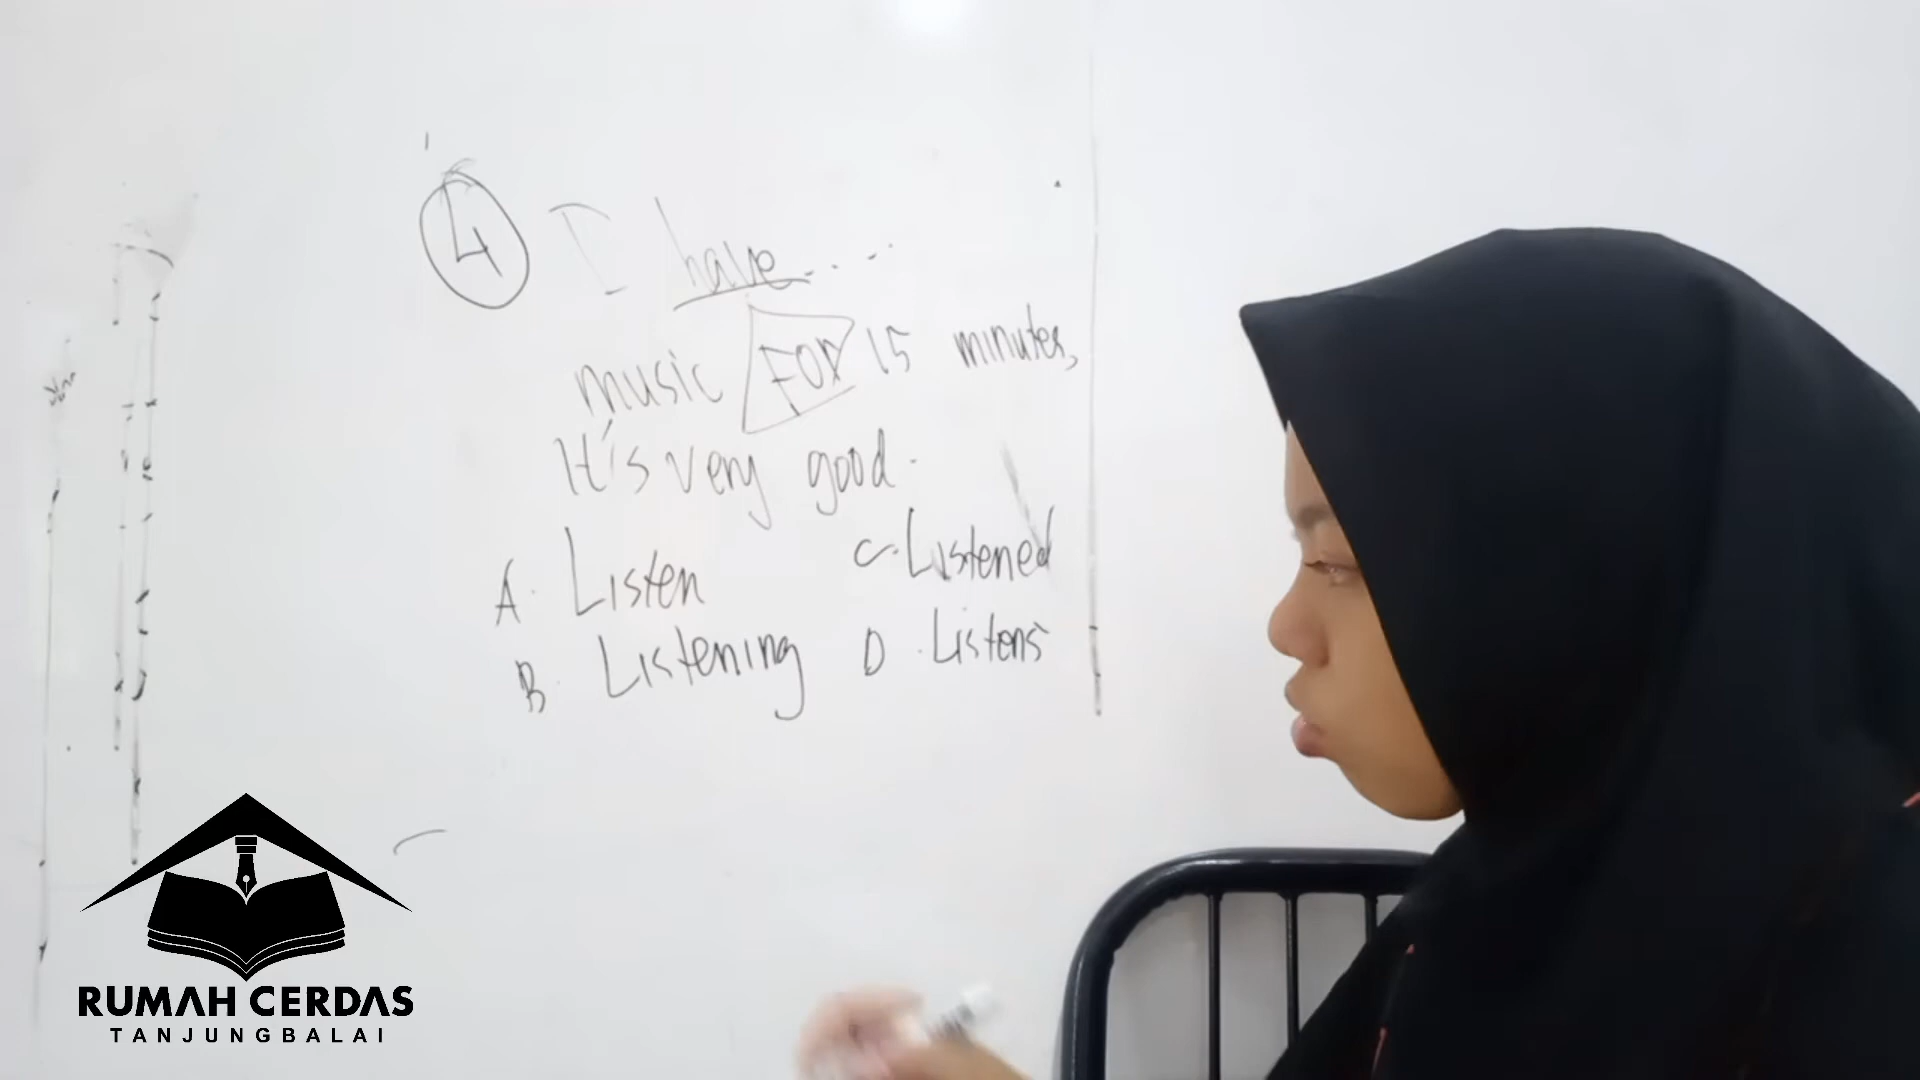 4 I have.....
music FOR 15 minutes,
It's very good.
A. Listen C. Listened
B. Listening D. Listens
RUMAH CERDAS
TANJUNGBALAI